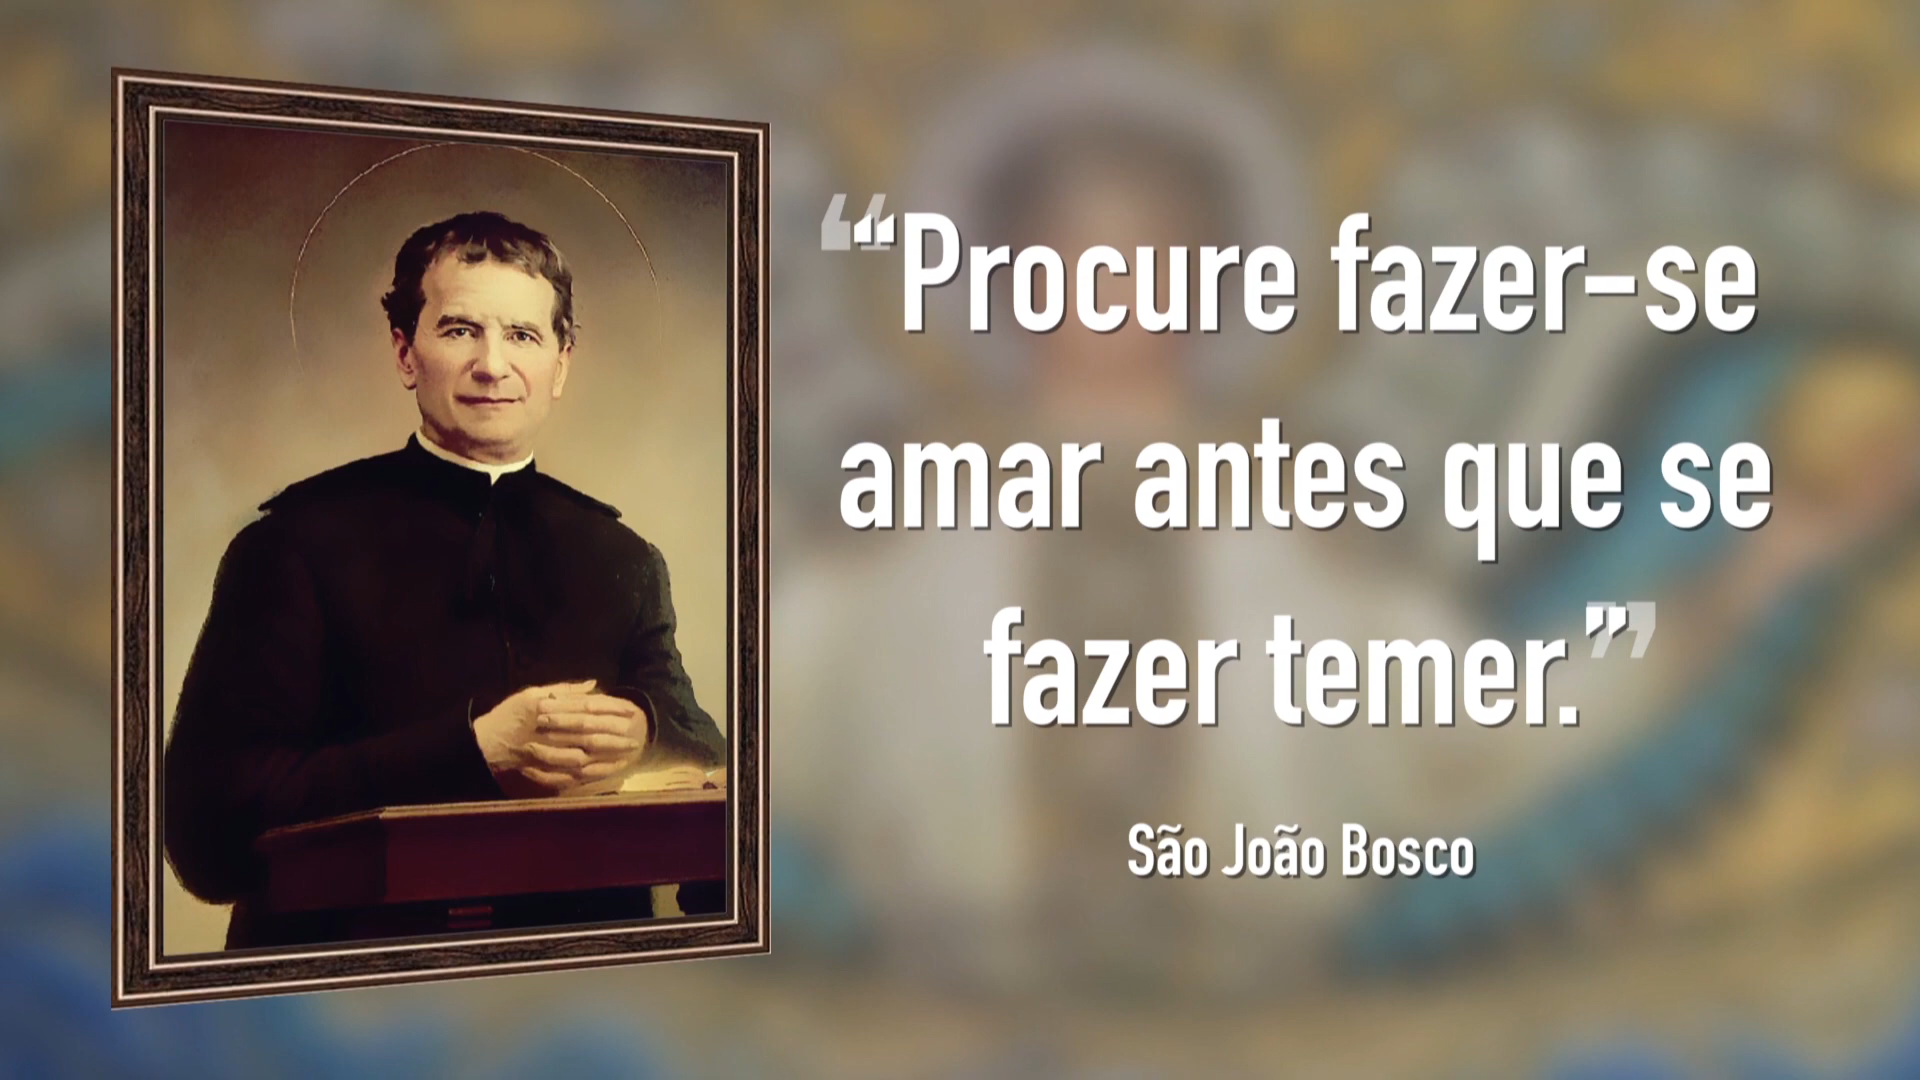 “Procure fazer-se
amar antes que se
fazer temer.”
São João Bosco